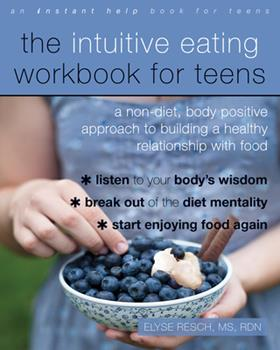 an instant help book for teens
the intuitive eating
workbook for teens
a non-diet, body positive
approach to building a healthy
relationship with food
* listen to your body's wisdom
* break out of the diet mentality
* start enjoying food again
ELYSE RESCH, MS, RDN